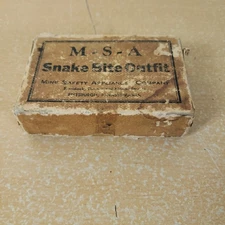 M-S-A
Snake Bite Outfit
Mine Safety Appliances Company
Pittsburgh,